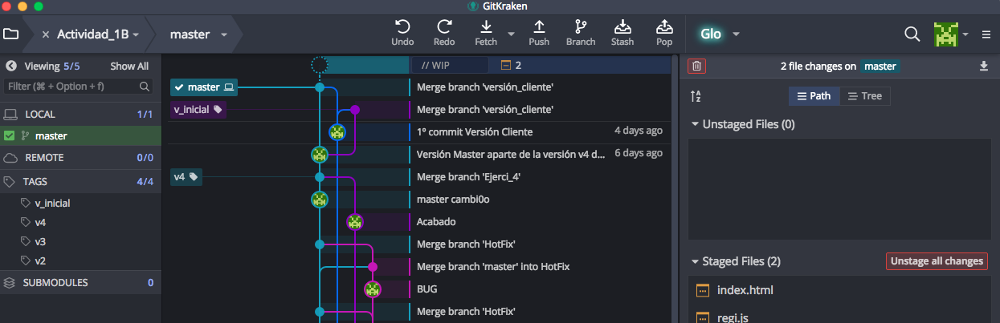 GitKraken
Actividad_1B
master
Undo
Redo
Fetch
Push
Branch
Stash
Pop
Glo
Viewing 5/5 Show All
Filter (⌘ + Option + f)
LOCAL 1/1
master
REMOTE 0/0
TAGS 4/4
v_inicial
v4
v3
v2
SUBMODULES 0
// WIP 2
master Merge branch 'versión_cliente'
v_inicial Merge branch 'versión_cliente'
1º commit Versión Cliente 4 days ago
Versión Master aparte de la versión v4 d... 6 days ago
v4 Merge branch 'Ejerci_4'
master cambi0o
Acabado
Merge branch 'HotFix'
Merge branch 'master' into HotFix
BUG
Merge branch 'HotFix'
2 file changes on master
A Z
Path Tree
Unstaged Files (0)
Staged Files (2) Unstage all changes
index.html
regi.js